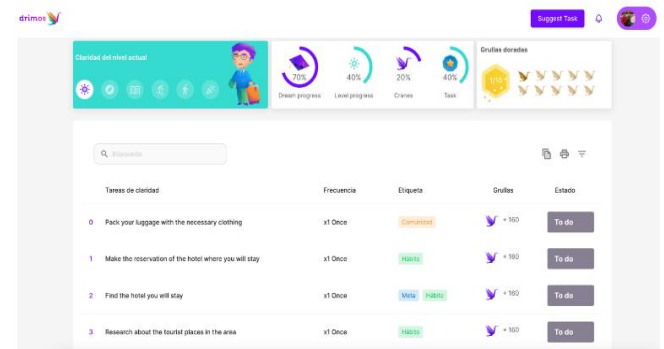 drimos
Suggest Task
Claridad del nivel actual
70%
40%
20%
40%
Dream progress
Level progress
Cranes
Task
Grullas doradas
1/10
Búsqueda
Tareas de claridad
Frecuencia
Etiqueta
Grullas
Estado
0 Pack your luggage with the necessary clothing x1 Once Comunidad + 160 To do
1 Make the reservation of the hotel where you will stay x1 Once Hábito + 160 To do
2 Find the hotel you will stay x1 Once Meta Hábito + 160 To do
3 Research about the tourist places in the area x1 Once Hábito + 160 To do